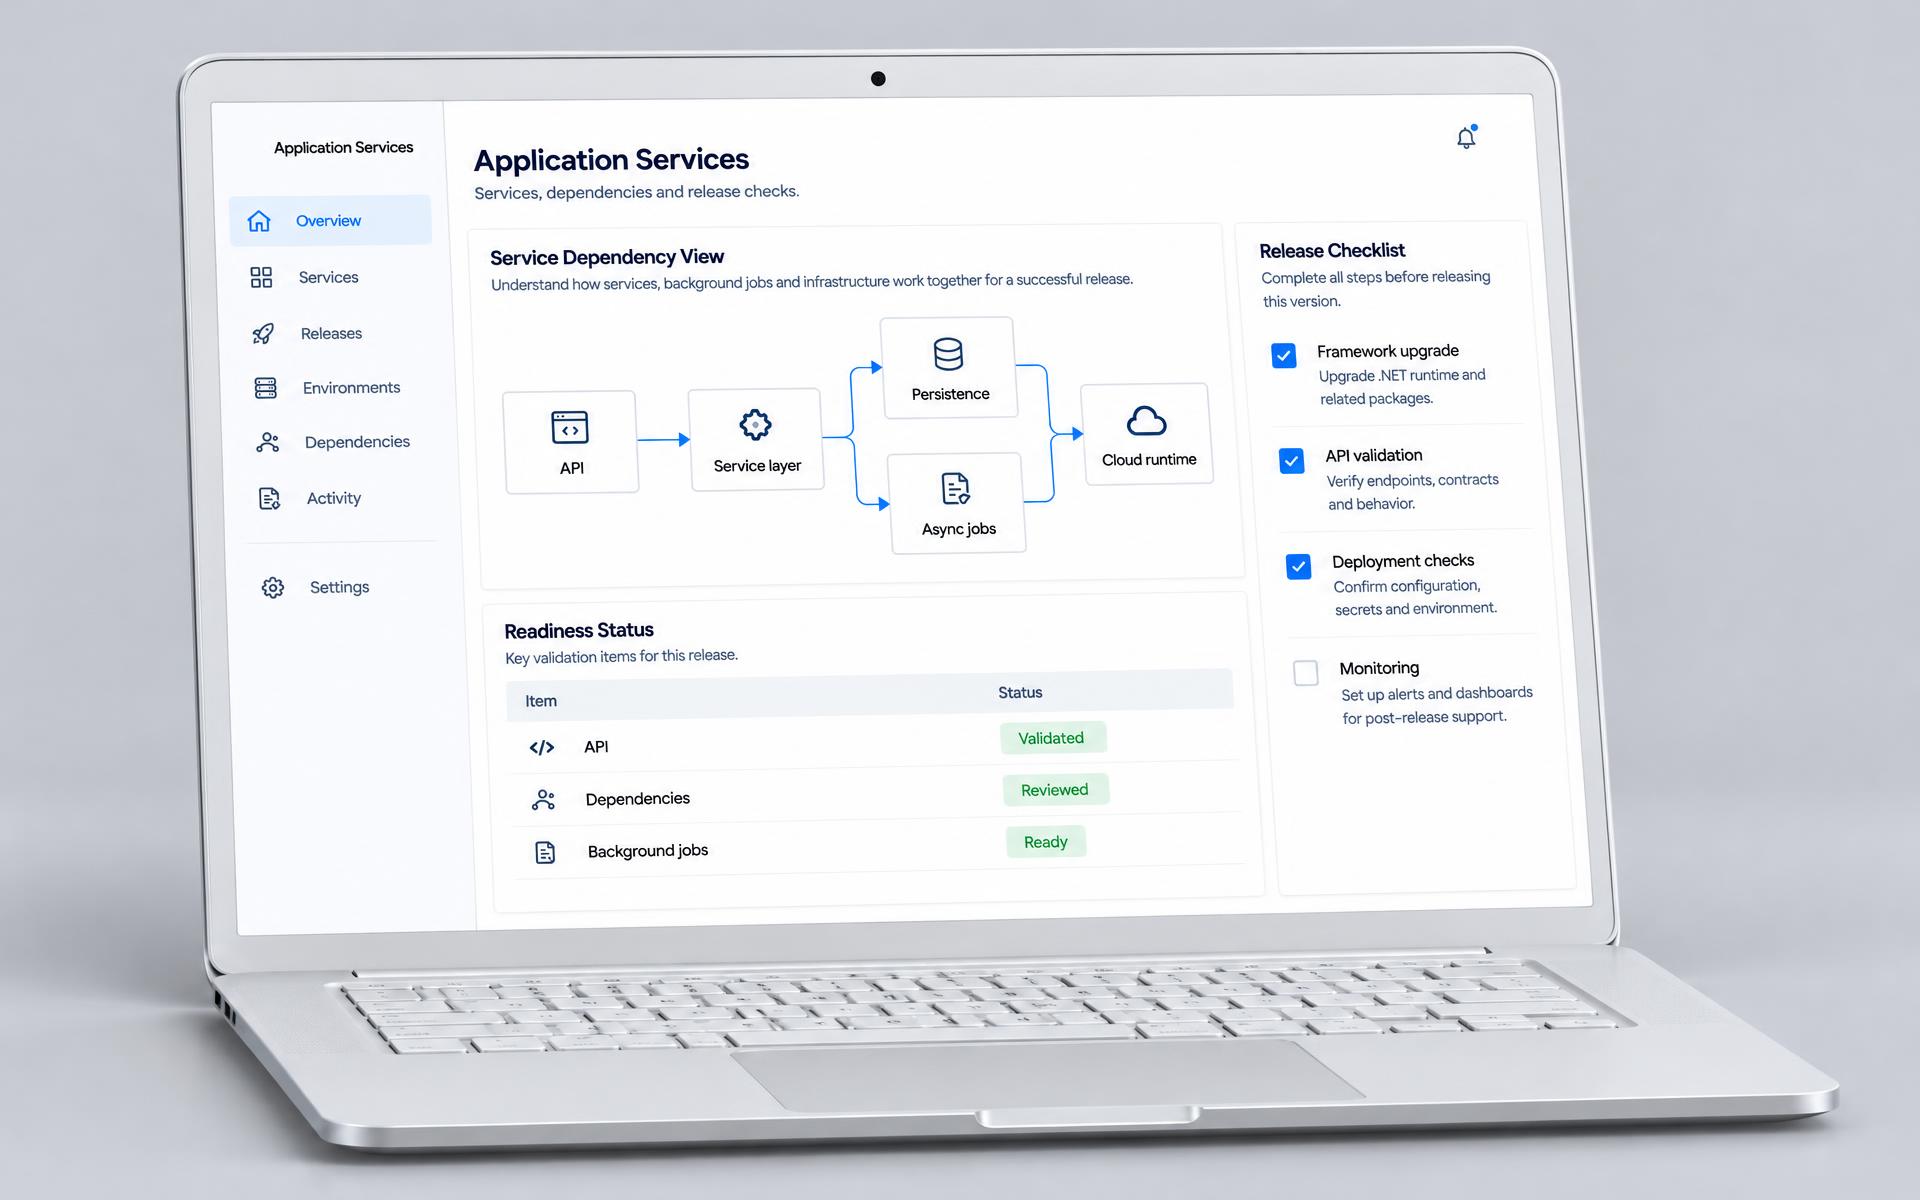 Application Services
Overview
Services
Releases
Environments
Dependencies
Activity
Settings
Application Services
Services, dependencies and release checks.
Service Dependency View
Understand how services, background jobs and infrastructure work together for a successful release.
API
Service layer
Persistence
Async jobs
Cloud runtime
Readiness Status
Key validation items for this release.
Item Status
API Validated
Dependencies Reviewed
Background jobs Ready
Release Checklist
Complete all steps before releasing
this version.
Framework upgrade
Upgrade .NET runtime and
related packages.
API validation
Verify endpoints, contracts
and behavior.
Deployment checks
Confirm configuration,
secrets and environment.
Monitoring
Set up alerts and dashboards
for post-release support.